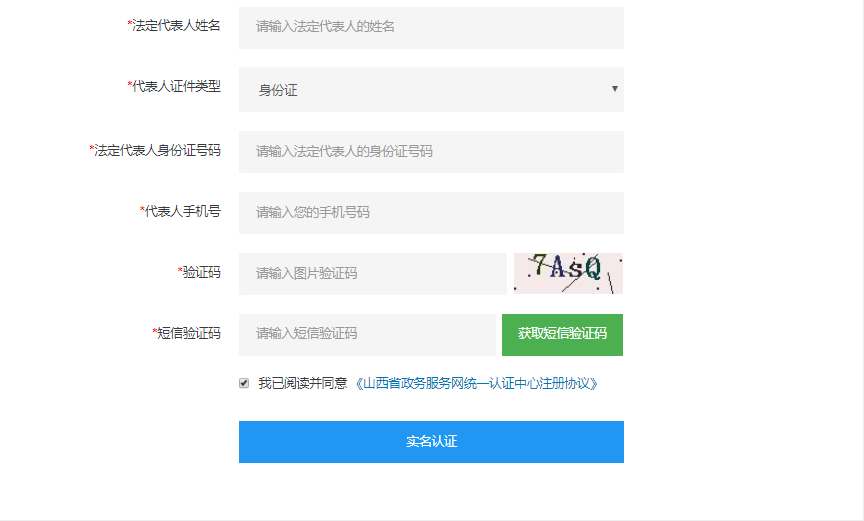 *法定代表人姓名 请输入法定代表人的姓名
*代表人证件类型 身份证
*法定代表人身份证号码 请输入法定代表人的身份证号码
*代表人手机号 请输入您的手机号码
*验证码 请输入图片验证码 7AsQ
*短信验证码 请输入短信验证码 获取短信验证码
我已阅读并同意《山西省政务服务网统一认证中心注册协议》
实名认证